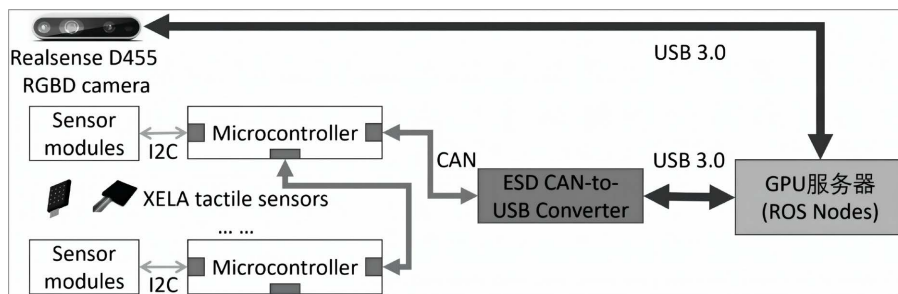 Realsense D455
RGBD camera
USB 3.0
Sensor
modules
I2C
Microcontroller
CAN
ESD CAN-to-
USB Converter
USB 3.0
GPU服务器
(ROS Nodes)
XELA tactile sensors
... ...
Sensor
modules
I2C
Microcontroller